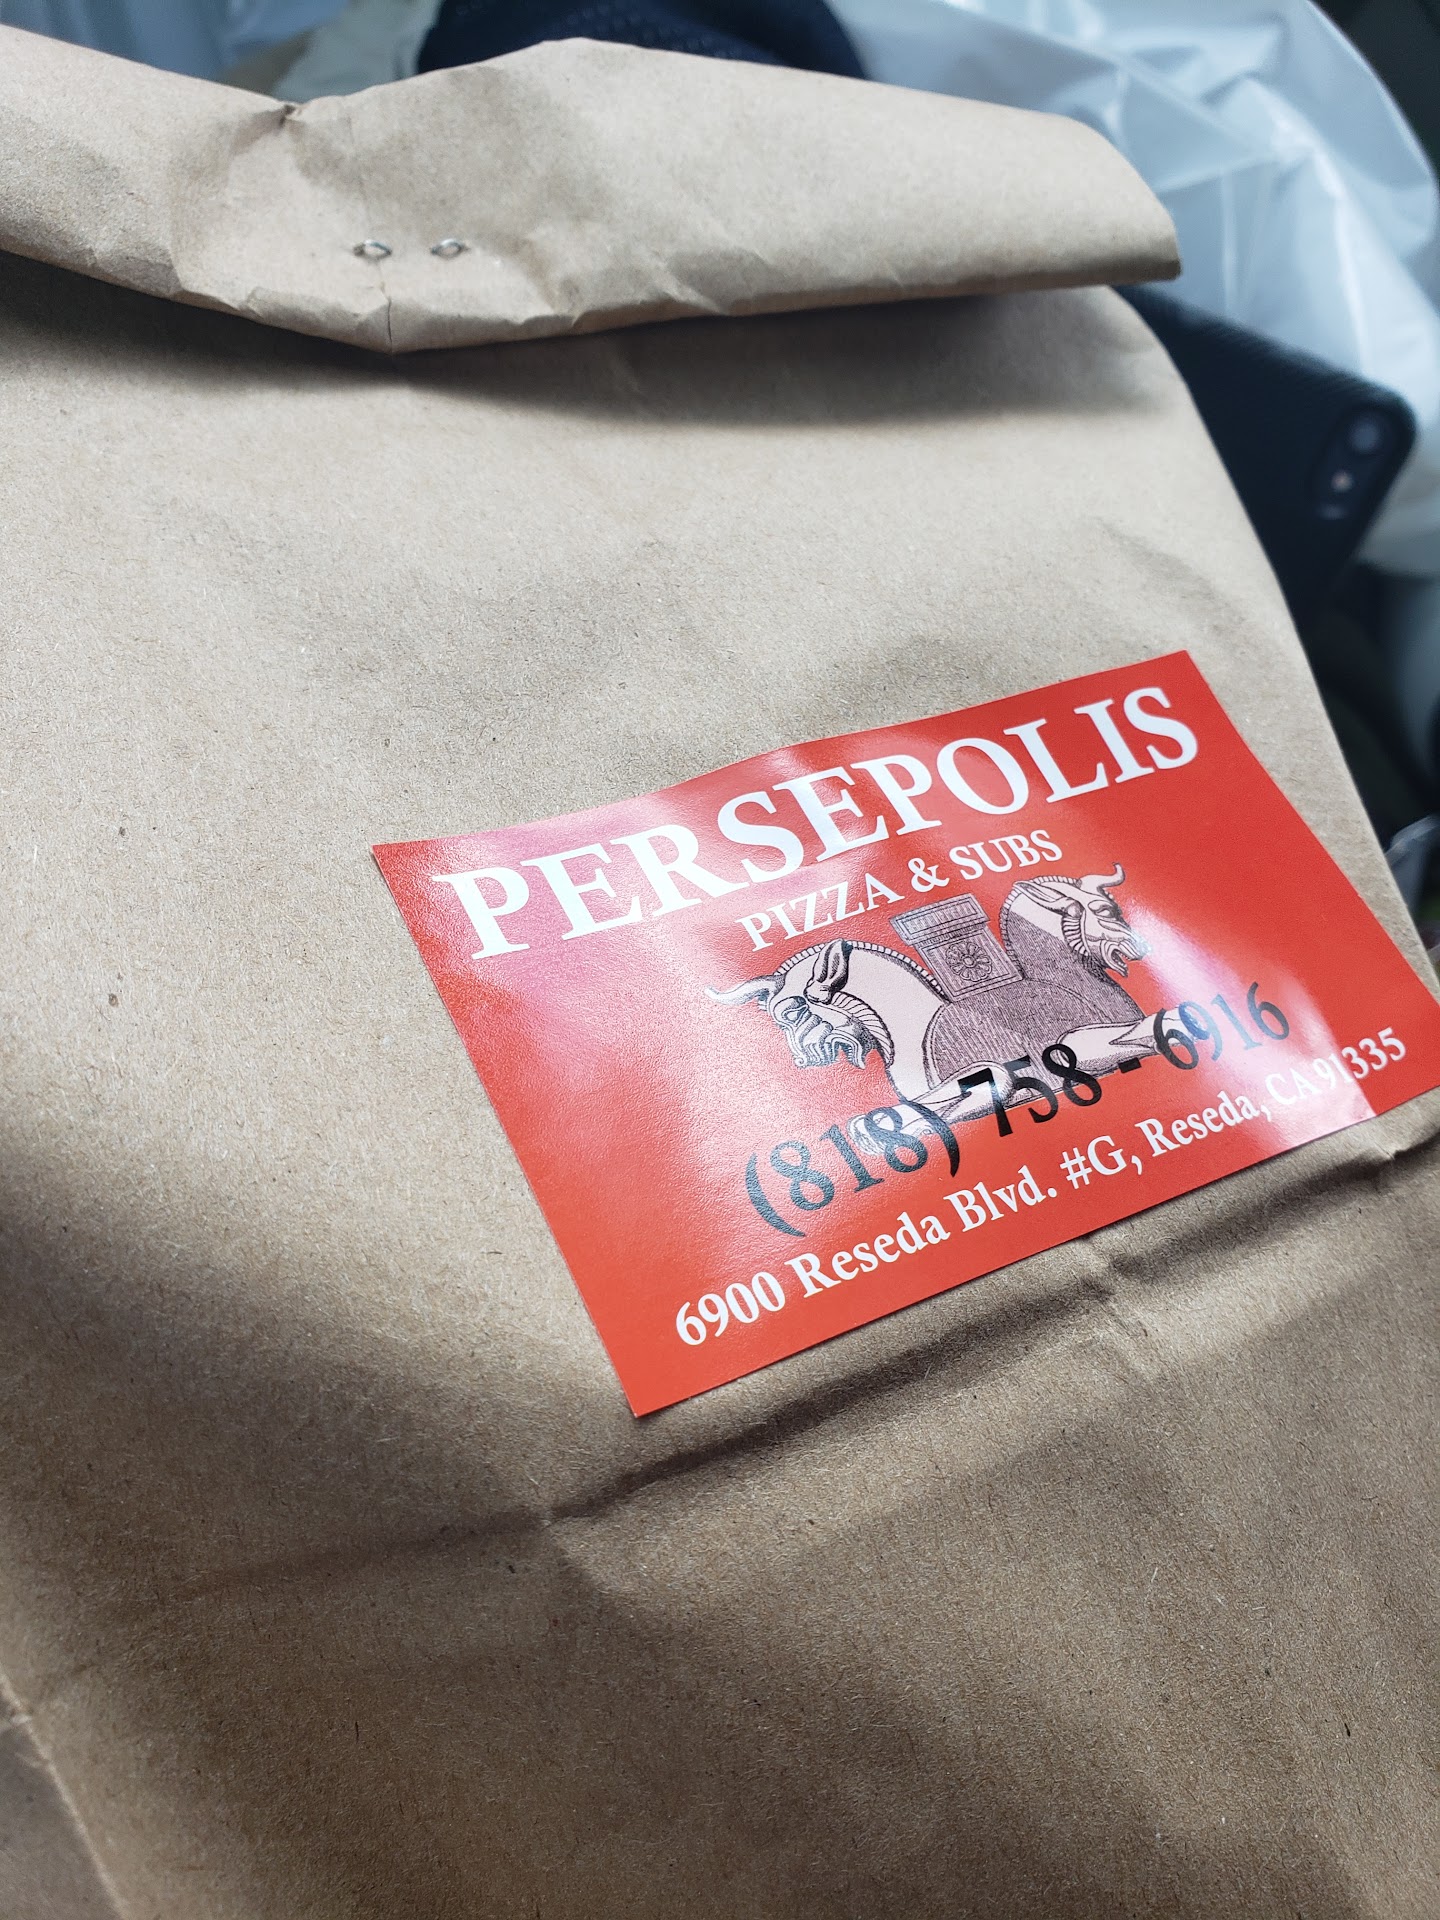 PERSEPOLIS
PIZZA & SUBS
(818) 758 - 6916
6900 Reseda Blvd. #G, Reseda, CA 91335